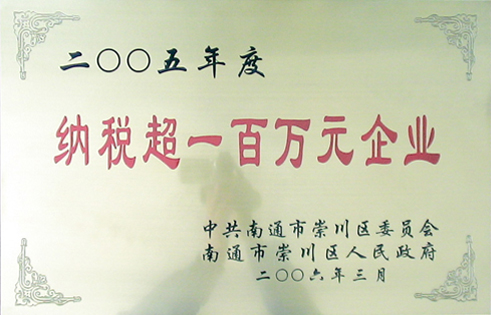 二〇〇五年度
纳税超一百万元企业
中共南通市崇川区委员会
南通市崇川区人民政府
二〇〇六年三月